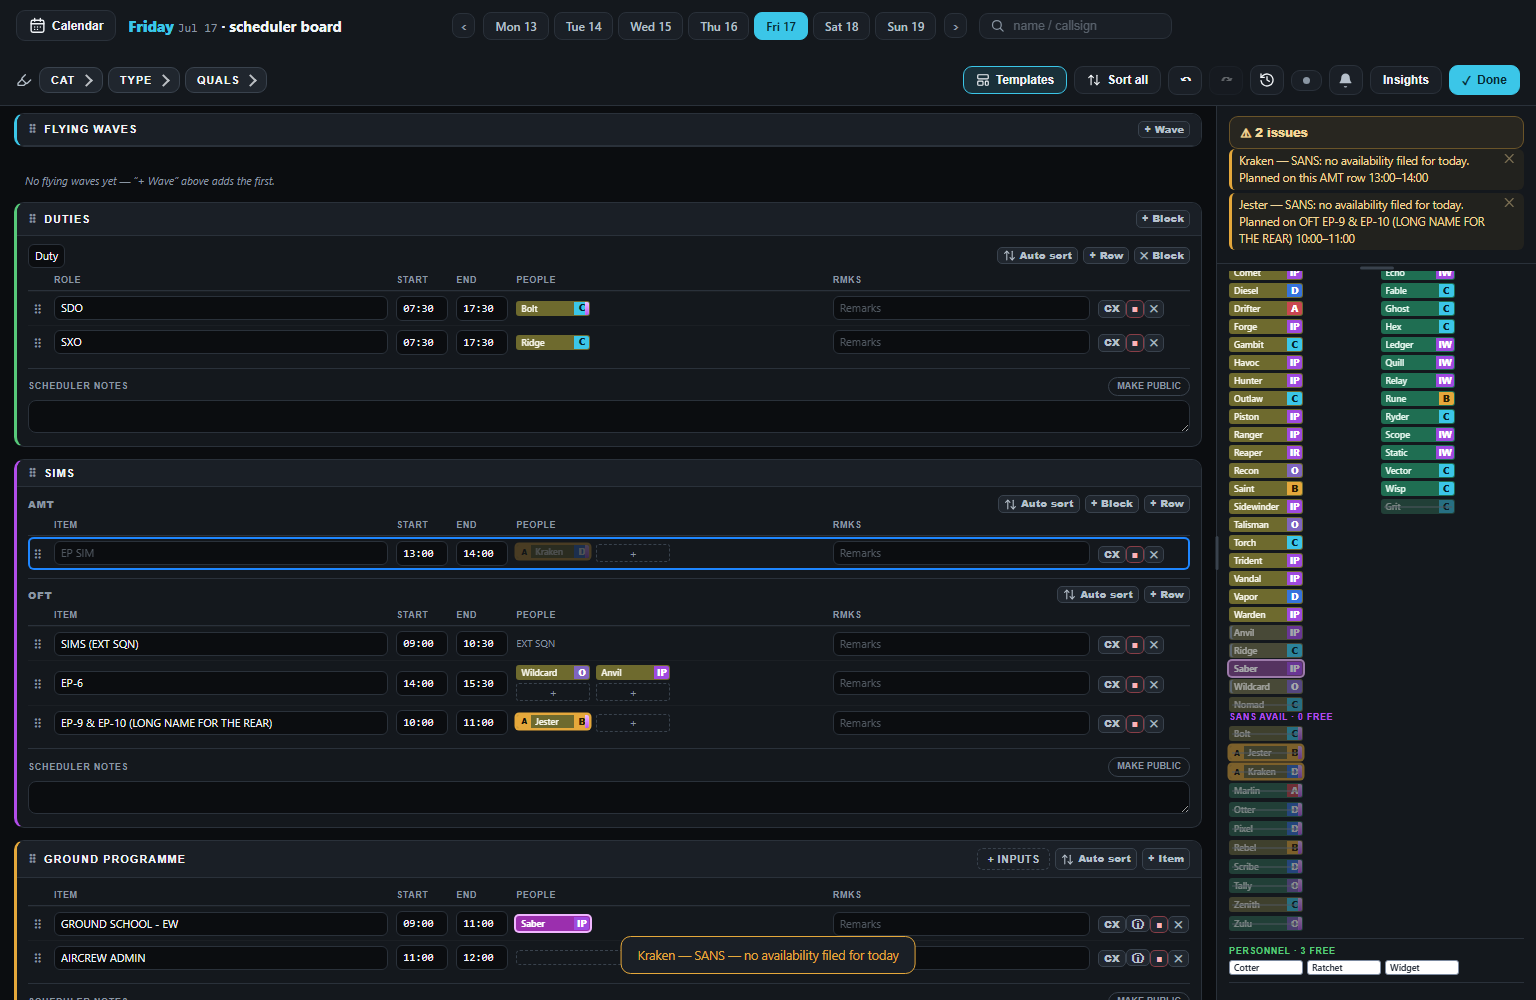 Calendar
Friday Jul 17 · scheduler board
‹ Mon 13 Tue 14 Wed 15 Thu 16 Fri 17 Sat 18 Sun 19 ›
name / callsign
CAT TYPE QUALS
Templates Sort all Insights ✓ Done
FLYING WAVES
+ Wave
No flying waves yet — "+ Wave" above adds the first.
DUTIES
+ Block
Duty
Auto sort + Row × Block
ROLE START END PEOPLE RMKS
SDO 07:30 17:30 Bolt C Remarks CX ×
SXO 07:30 17:30 Ridge C Remarks CX ×
SCHEDULER NOTES MAKE PUBLIC
SIMS
AMT Auto sort + Block + Row
ITEM START END PEOPLE RMKS
EP SIM 13:00 14:00 A Kraken D + Remarks CX ×
OFT Auto sort + Row
ITEM START END PEOPLE RMKS
SIMS (EXT SQN) 09:00 10:30 EXT SQN Remarks CX ×
EP-6 14:00 15:30 Wildcard O Anvil IP + + Remarks CX ×
EP-9 & EP-10 (LONG NAME FOR THE REAR) 10:00 11:00 A Jester B + Remarks CX ×
SCHEDULER NOTES MAKE PUBLIC
GROUND PROGRAMME
+ INPUTS Auto sort + Item
ITEM START END PEOPLE RMKS
GROUND SCHOOL - EW 09:00 11:00 Saber IP Remarks CX ×
AIRCREW ADMIN 11:00 12:00 CX ×
SCHEDULER NOTES MAKE PUBLIC
Kraken — SANS — no availability filed for today
⚠ 2 issues
Kraken — SANS: no availability filed for today.
Planned on this AMT row 13:00–14:00
Jester — SANS: no availability filed for today.
Planned on OFT EP-9 & EP-10 (LONG NAME FOR
THE REAR) 10:00–11:00
Comet IP
Diesel D
Drifter A
Forge IP
Gambit C
Havoc IP
Hunter IP
Outlaw C
Piston IP
Ranger IP
Reaper IR
Recon O
Saint B
Sidewinder IP
Talisman O
Torch C
Trident IP
Vandal IP
Vapor D
Warden IP
Anvil IP
Ridge C
Saber IP
Wildcard O
Nomad C
Echo IW
Fable C
Ghost C
Hex C
Ledger IW
Quill IW
Relay IW
Rune B
Ryder C
Scope IW
Static IW
Vector C
Wisp C
Grit C
SANS AVAIL · 0 FREE
Bolt C
A Jester B
A Kraken D
Marlin A
Otter D
Pixel D
Rebel B
Scribe D
Tally O
Zenith C
Zulu O
PERSONNEL · 3 FREE
Cotter Ratchet Widget